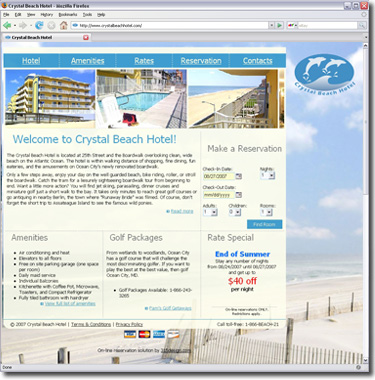 Crystal Beach Hotel - Mozilla Firefox
File Edit View History Bookmarks Tools Help
http://www.crystalbeachhotel.com/
Crystal Beach Hotel
Hotel Amenities Rates Reservation Contacts
Crystal Beach Hotel
Welcome to Crystal Beach Hotel!
The Crystal Beach Hotel is located at 25th Street and the boardwalk overlooking clean, wide
beach on the Atlantic Ocean. The hotel is within walking distance of shopping, fine dining, fun
eateries, and the amusements on Ocean City's newly renovated boardwalk.
Only a few steps away, enjoy your day on the well guarded beach, bike riding, roller, or stroll
the boardwalk. Catch the tram for a leisurely sightseeing boardwalk tour from beginning to
end. Want a little more action? You will find jet skiing, parasailing, dinner cruises and
miniature golf just a short walk to the bay. It takes only minutes to reach great golf courses or
go antiquing in nearby Berlin, the town where "Runaway Bride" was filmed. Of course, don't
forget the short trip to Assateague Island to see the famous wild ponies.
Read more
Make a Reservation
Check-In Date: Nights:
08/27/2007 1
Check-Out Date:
mm/dd/yyyy
Adults: Children: Rooms:
1 0 1
Find Room
Amenities
Air conditioning and heat
Elevators to all floors
Free on site parking garage (one space
per room)
Daily maid service
Individual balconies
Kitchenette with Coffee Pot, Microwave,
Toasters, and Compact Refrigerator
Fully tiled bathroom with hairdryer
View full list of amenities
Golf Packages
From wetlands to woodlands, Ocean City
has a golf course that will challenge the
most discriminating golfer. If you want to
play the best at the best value, then golf
Ocean City, MD.
Golf Packages Available: 1-866-243-
Pam's Golf Getaways
Rate Special
End of Summer
Stay any number of nights
from 08/24/2007 until 08/27/2007
and get up to
$40 off
per night
On-line reservations ONLY.
Restrictions apply.
© 2007 Crystal Beach Hotel | Terms & Conditions | Privacy Policy
Call toll-free: 1-866-BEACH-21
On-line reservation solution by
Done